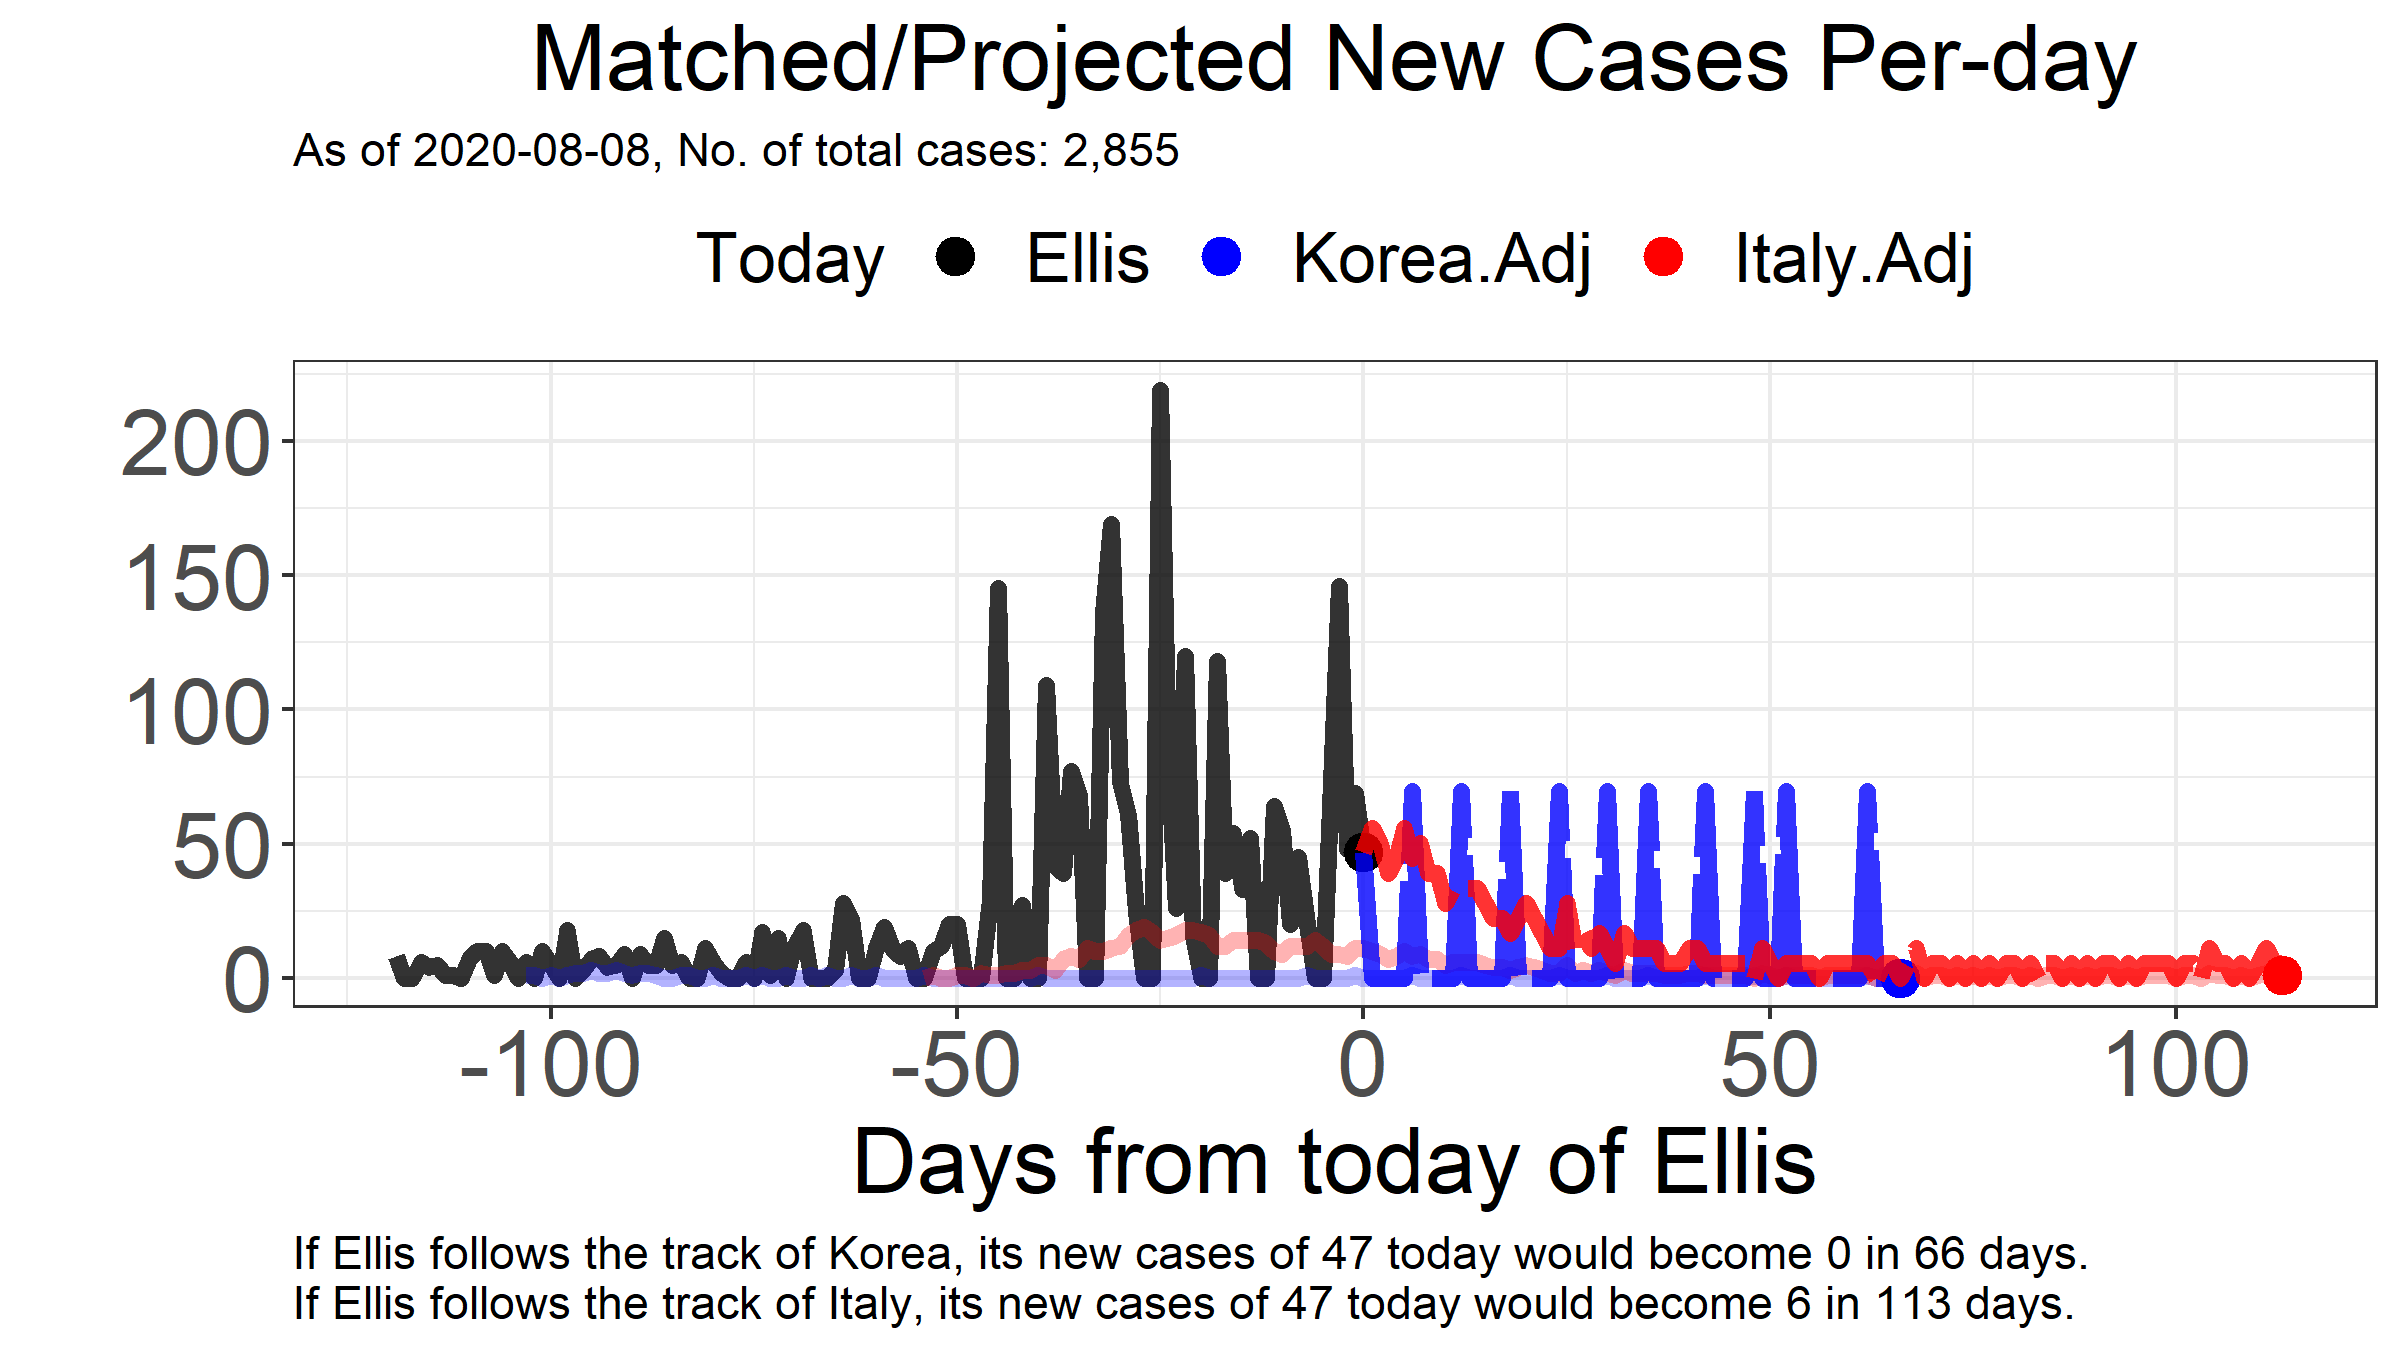 Matched/Projected New Cases Per-day
As of 2020-08-08, No. of total cases: 2,855
Today Ellis Korea.Adj Italy.Adj
200
150
100
50
0
-100 -50 0 50 100
Days from today of Ellis
If Ellis follows the track of Korea, its new cases of 47 today would become 0 in 66 days.
If Ellis follows the track of Italy, its new cases of 47 today would become 6 in 113 days.